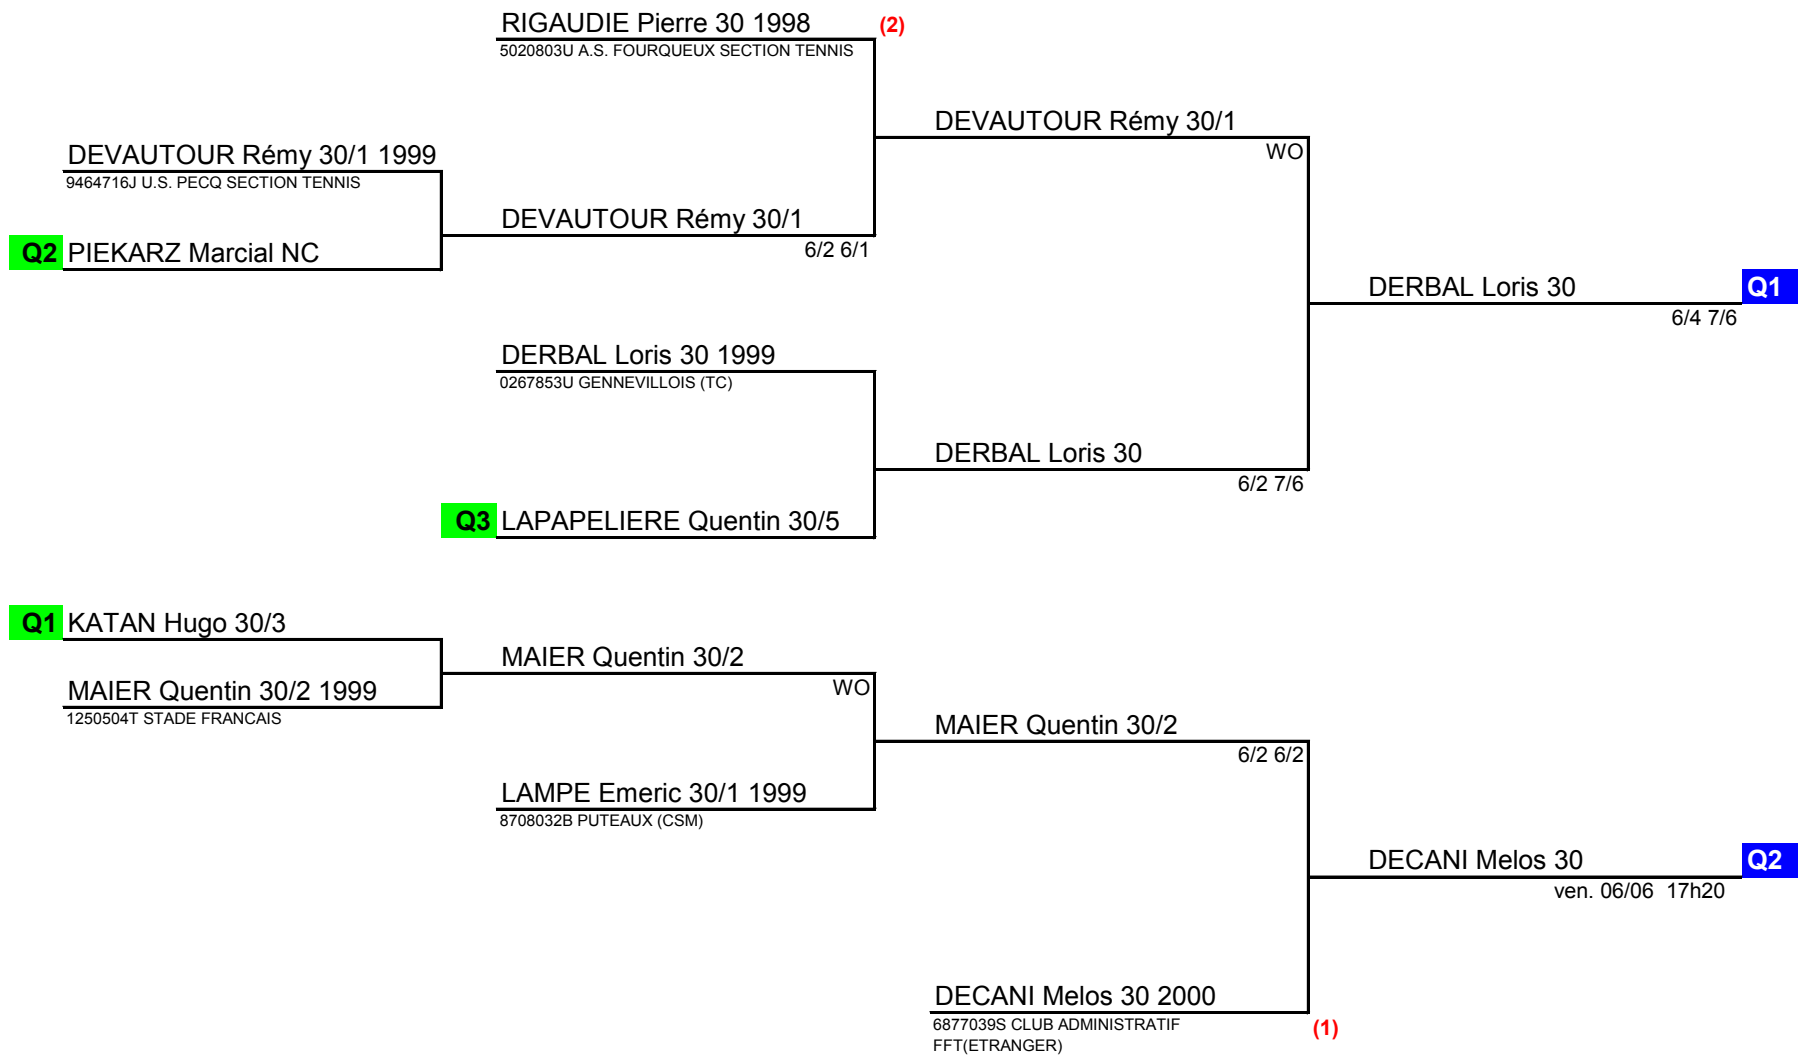 RIGAUDIE Pierre 30 1998 (2)
5020803U A.S. FOURQUEUX SECTION TENNIS
DEVAUTOUR Rémy 30/1
WO
DEVAUTOUR Rémy 30/1 1999
9464716J U.S. PECQ SECTION TENNIS
DEVAUTOUR Rémy 30/1
6/2 6/1
Q2 PIEKARZ Marcial NC
DERBAL Loris 30 Q1
6/4 7/6
DERBAL Loris 30 1999
0267853U GENNEVILLOIS (TC)
DERBAL Loris 30
6/2 7/6
Q3 LAPAPELIERE Quentin 30/5
Q1 KATAN Hugo 30/3
MAIER Quentin 30/2
WO
MAIER Quentin 30/2 1999
1250504T STADE FRANCAIS
MAIER Quentin 30/2
6/2 6/2
LAMPE Emeric 30/1 1999
8708032B PUTEAUX (CSM)
DECANI Melos 30 Q2
ven. 06/06 17h20
DECANI Melos 30 2000
6877039S CLUB ADMINISTRATIF (1)
FFT(ETRANGER)